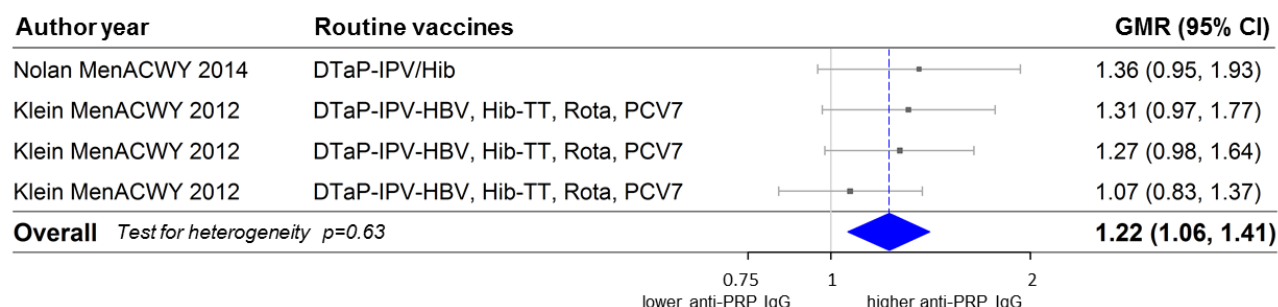 Author year Routine vaccines GMR (95% CI)
Nolan MenACWY 2014 DTaP-IPV/Hib 1.36 (0.95, 1.93)
Klein MenACWY 2012 DTaP-IPV-HBV, Hib-TT, Rota, PCV7 1.31 (0.97, 1.77)
Klein MenACWY 2012 DTaP-IPV-HBV, Hib-TT, Rota, PCV7 1.27 (0.98, 1.64)
Klein MenACWY 2012 DTaP-IPV-HBV, Hib-TT, Rota, PCV7 1.07 (0.83, 1.37)
Overall Test for heterogeneity p=0.63 1.22 (1.06, 1.41)
0.75 1 2
lower anti-PRP IgG higher anti-PRP IgG